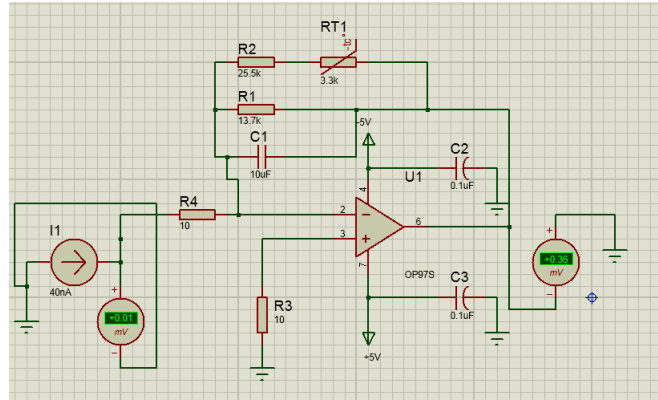 RT1
-tc°
3.3k
R2
25.5k
R1
13.7k
C1
10uF
-5V
C2
0.1uF
U1
4
2
3
6
7
OP97S
R4
10
I1
40nA
+
+0.01
mV
-
R3
10
C3
0.1uF
+5V
+
+0.36
mV
-